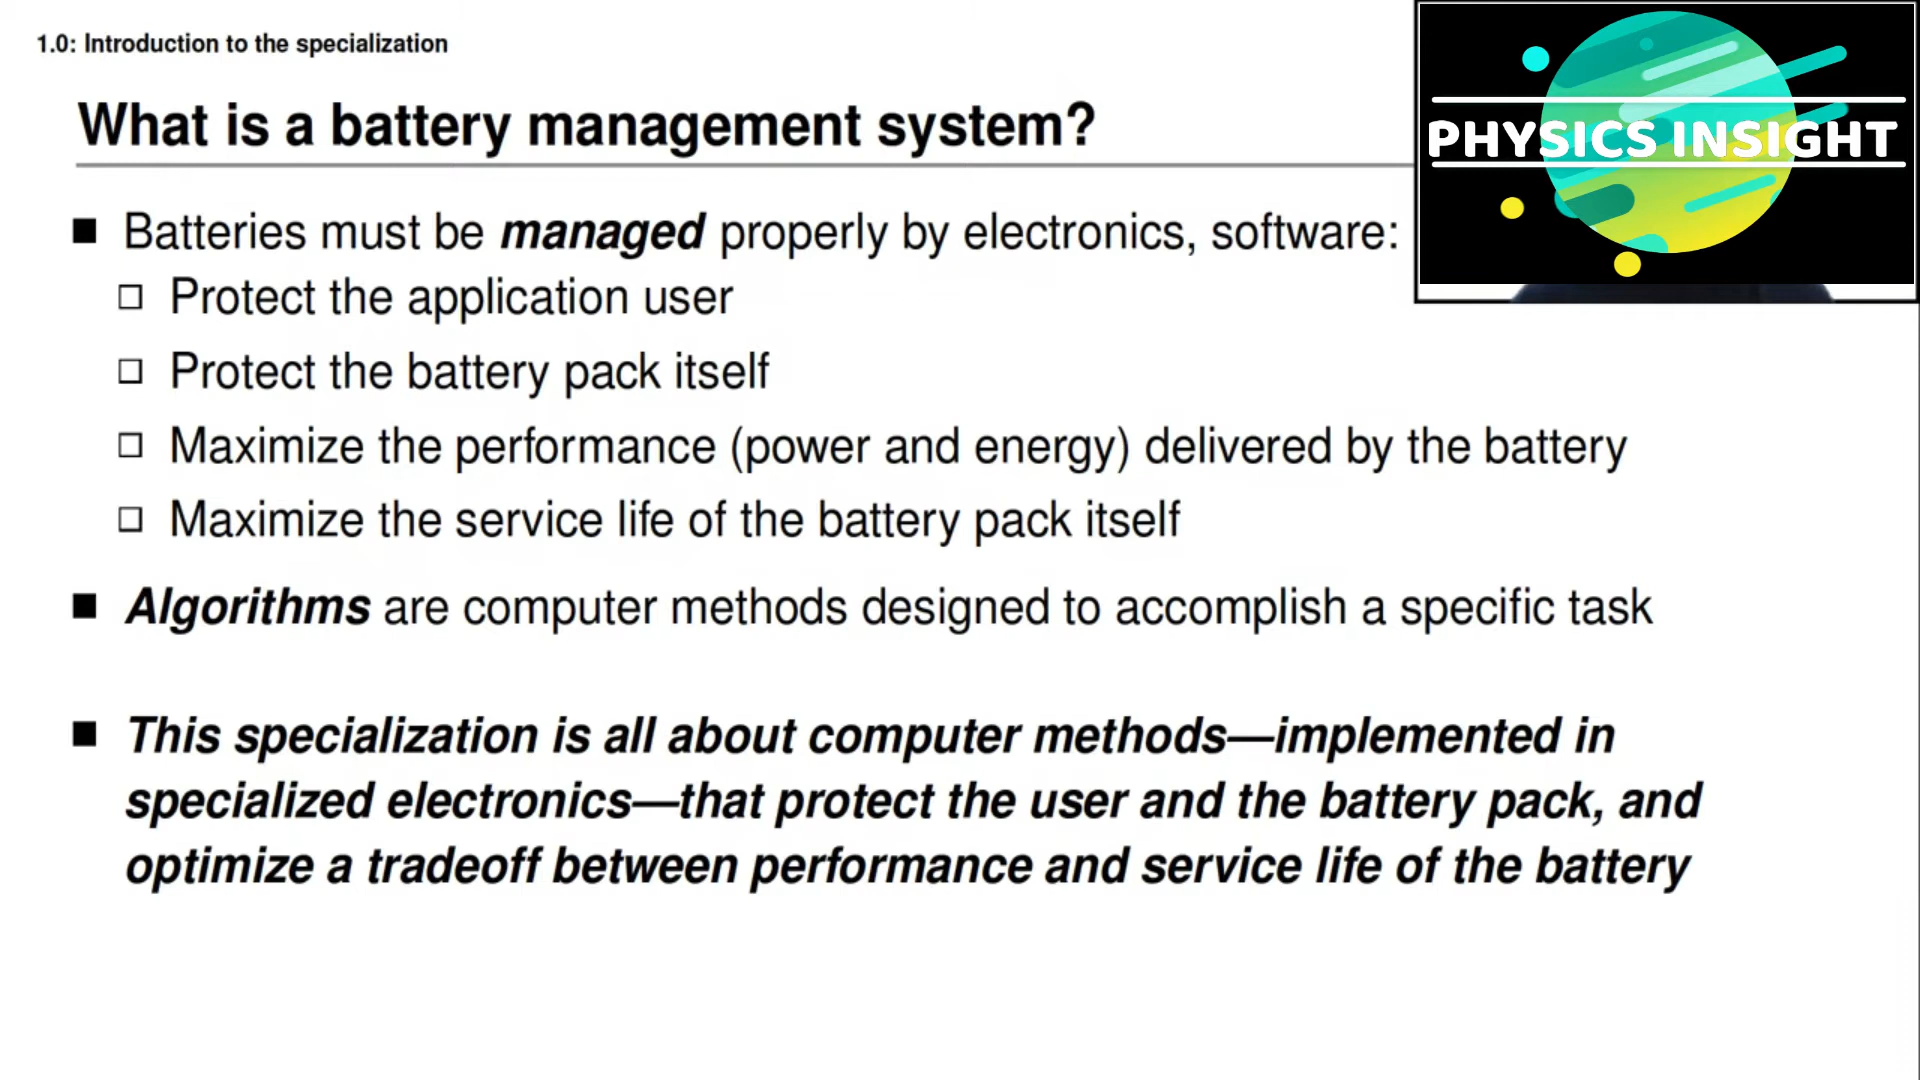 1.0: Introduction to the specialization
What is a battery management system?
PHYSICS INSIGHT
Batteries must be managed properly by electronics, software:
Protect the application user
Protect the battery pack itself
Maximize the performance (power and energy) delivered by the battery
Maximize the service life of the battery pack itself
Algorithms are computer methods designed to accomplish a specific task
This specialization is all about computer methods—implemented in
specialized electronics—that protect the user and the battery pack, and
optimize a tradeoff between performance and service life of the battery